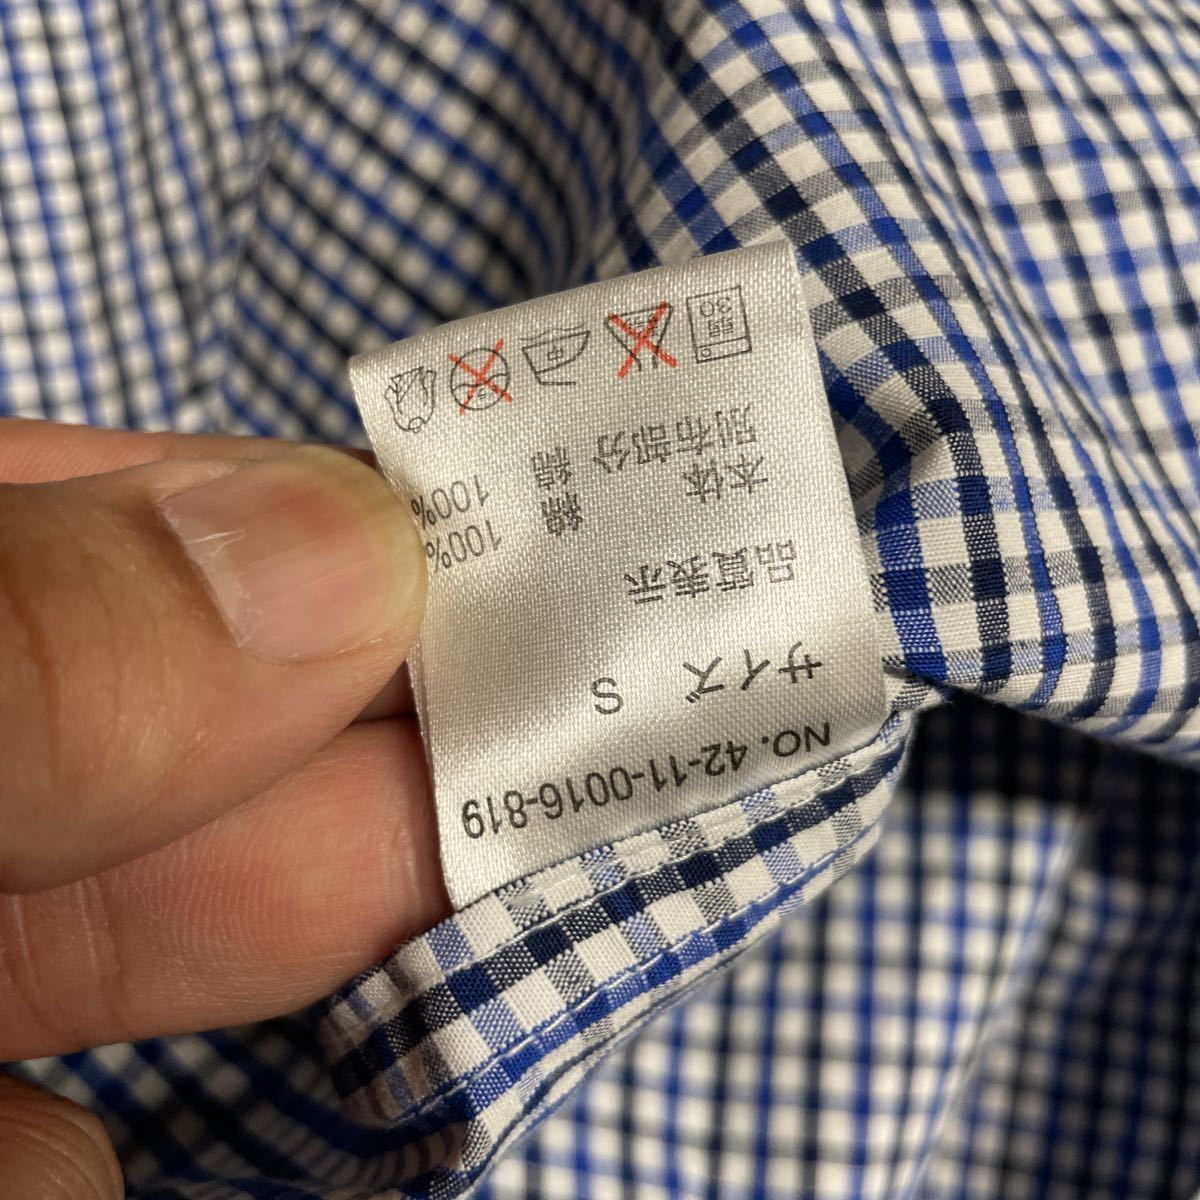 NO. 42-11-0016-819
サイズ S
品質表示
本体 綿 100%
別布部分 綿 100%